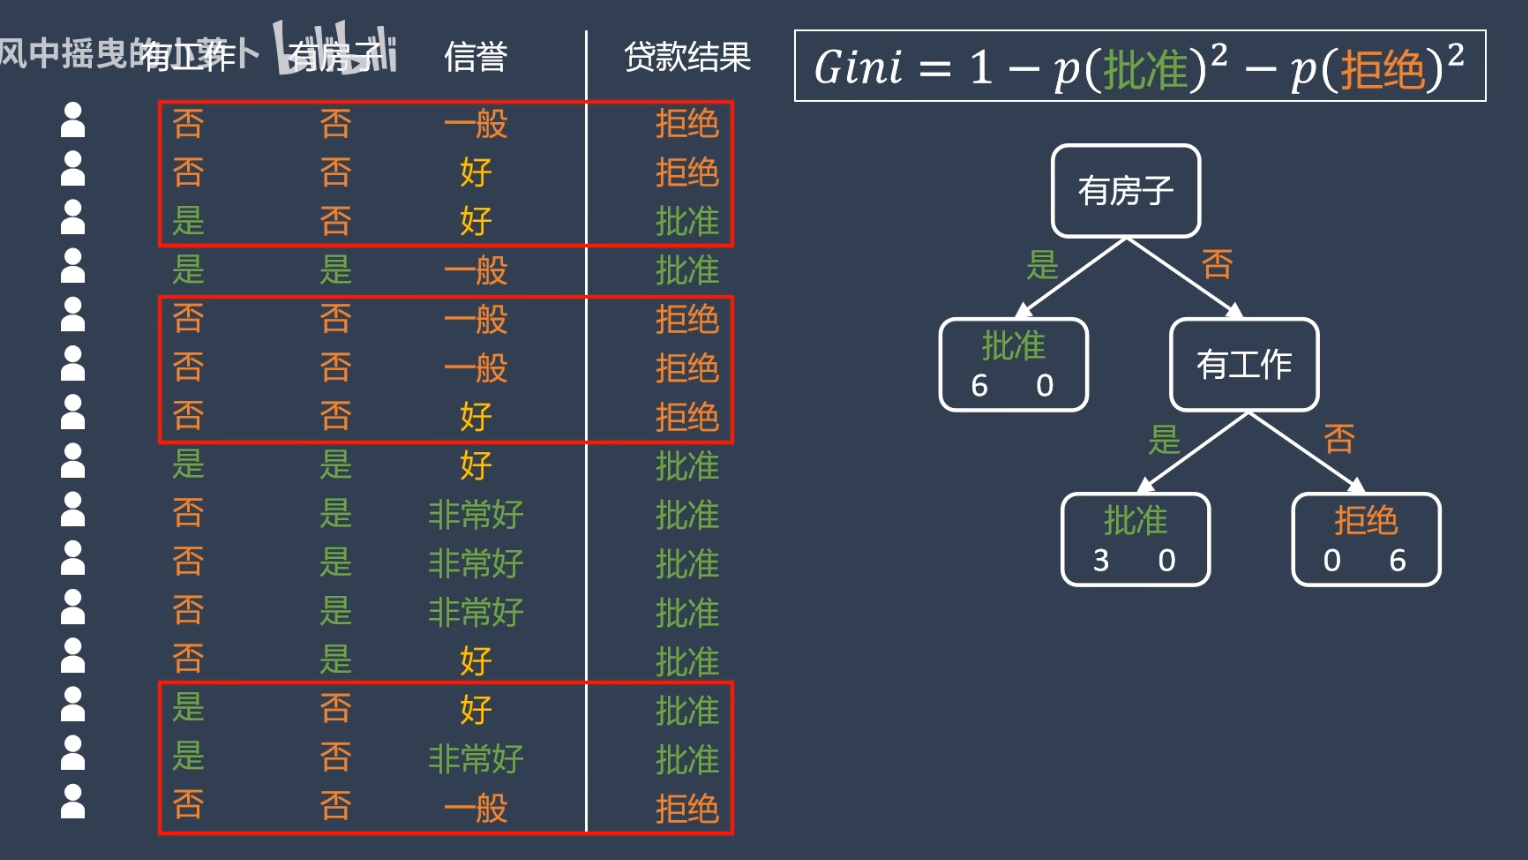 风中摇曳的小萝卜 bilibili
有工作 有房子 信誉 贷款结果
否 否 一般 拒绝
否 否 好 拒绝
是 否 好 批准
是 是 一般 批准
否 否 一般 拒绝
否 否 一般 拒绝
否 否 好 拒绝
是 是 好 批准
否 是 非常好 批准
否 是 非常好 批准
否 是 非常好 批准
否 是 好 批准
是 否 好 批准
是 否 非常好 批准
否 否 一般 拒绝
Gini = 1 − p(批准)² − p(拒绝)²
有房子
是 否
批准
6 0
有工作
是 否
批准
3 0
拒绝
0 6